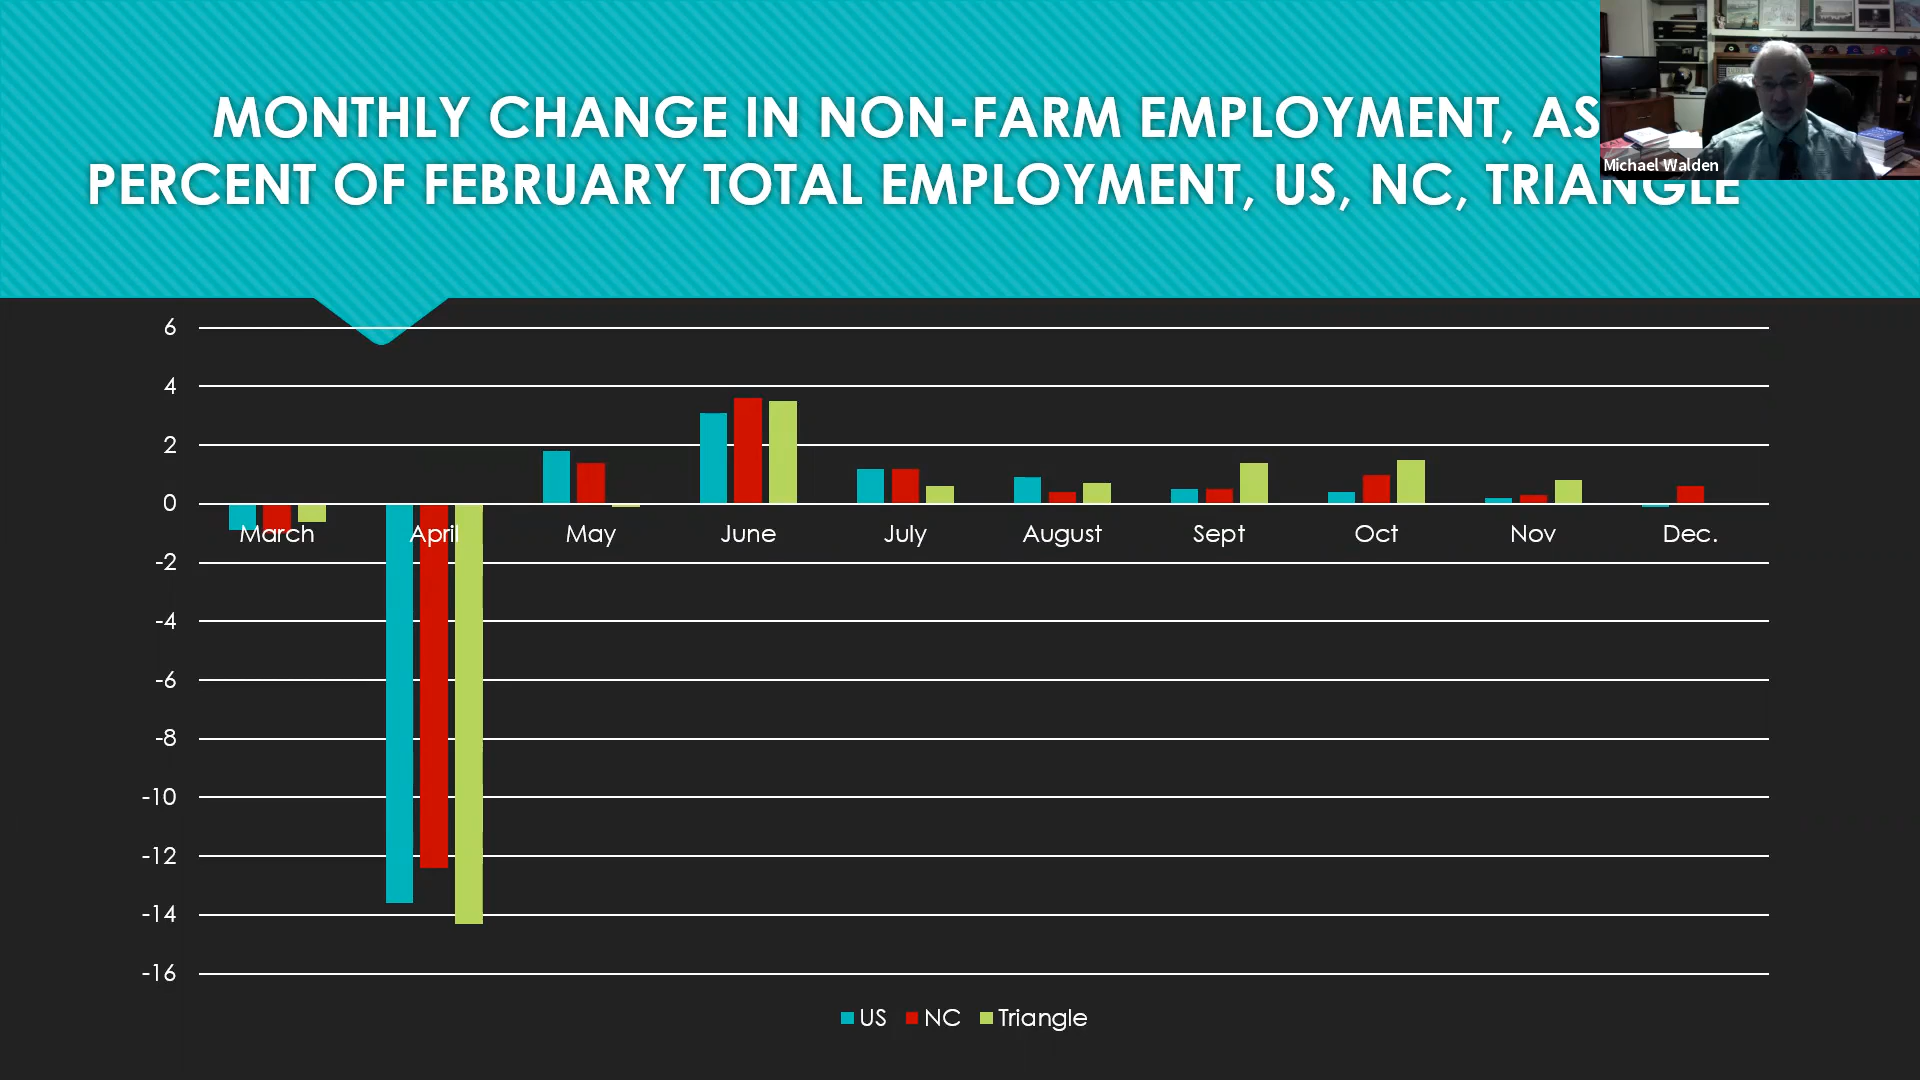 MONTHLY CHANGE IN NON-FARM EMPLOYMENT, AS
PERCENT OF FEBRUARY TOTAL EMPLOYMENT, US, NC, TRIANGLE
Michael Walden
6
4
2
0
March April May June July August Sept Oct Nov Dec.
-2
-4
-6
-8
-10
-12
-14
-16
US NC Triangle